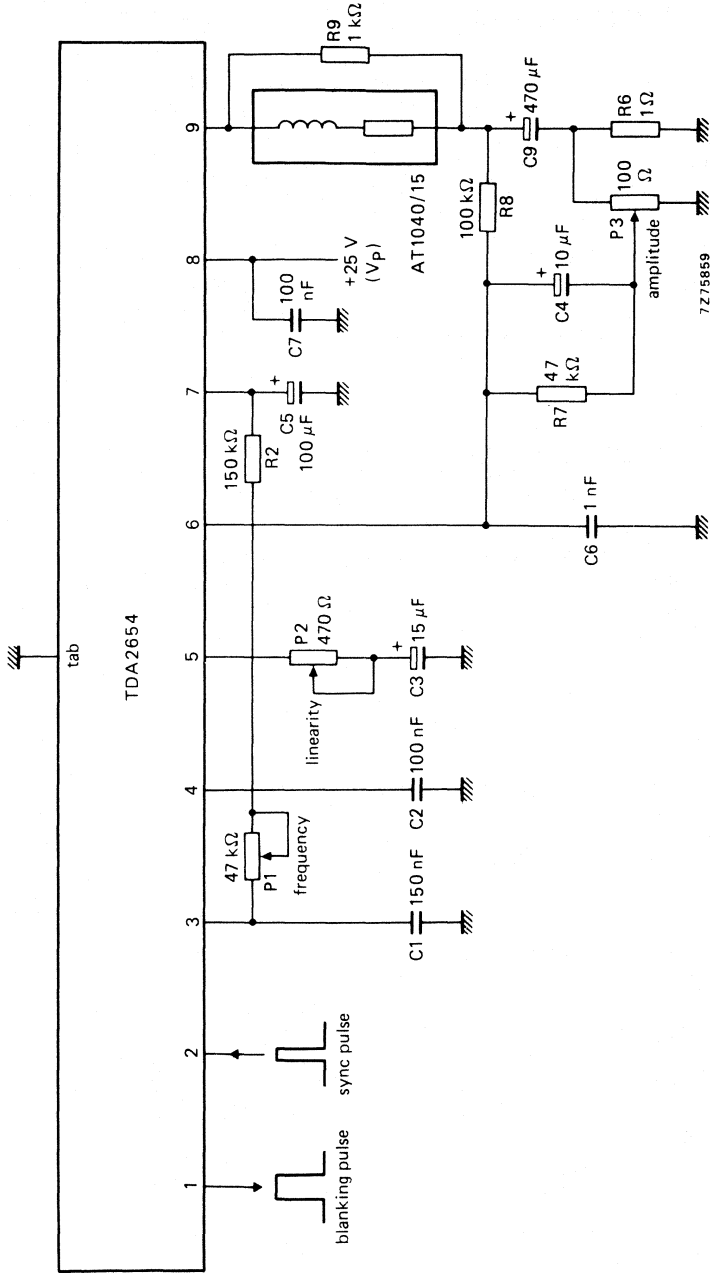 tab
TDA2654
1
2
3
4
5
6
7
8
9
blanking pulse
sync pulse
47 kΩ
P1
frequency
C1
150 nF
C2
100 nF
linearity
P2
470 Ω
C3
+
15 μF
150 kΩ
R2
+
C5
100 μF
C6
1 nF
C7
100
nF
+25 V
(VP)
R7
47
kΩ
C4
+
10 μF
100 kΩ
R8
AT1040/15
R9
1 kΩ
C9
+
470 μF
P3
100
Ω
amplitude
R6
1Ω
7Z75859